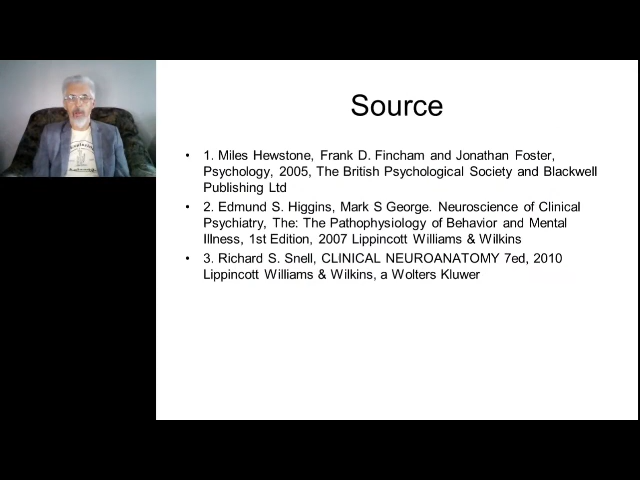 Source
• 1. Miles Hewstone, Frank D. Fincham and Jonathan Foster,
Psychology, 2005, The British Psychological Society and Blackwell
Publishing Ltd
• 2. Edmund S. Higgins, Mark S George. Neuroscience of Clinical
Psychiatry, The: The Pathophysiology of Behavior and Mental
Illness, 1st Edition, 2007 Lippincott Williams & Wilkins
• 3. Richard S. Snell, CLINICAL NEUROANATOMY 7ed, 2010
Lippincott Williams & Wilkins, a Wolters Kluwer